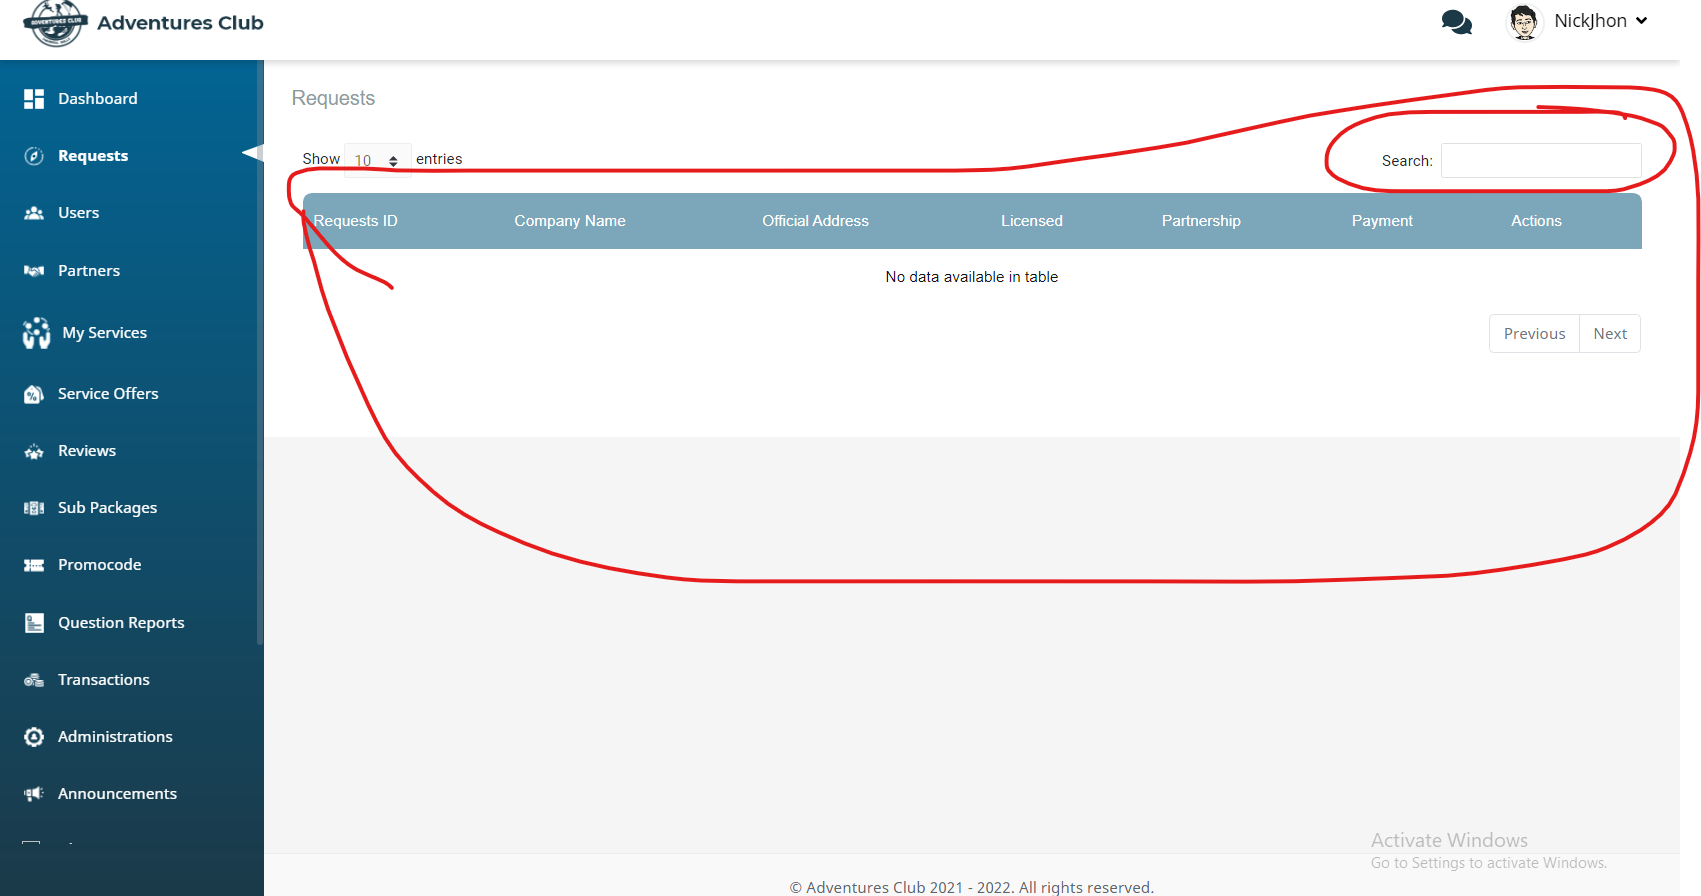 ADVENTURES CLUB
Adventures Club
NickJhon
Dashboard
Requests
Users
Partners
My Services
Service Offers
Reviews
Sub Packages
Promocode
Question Reports
Transactions
Administrations
Announcements
Requests
Show 10 entries
Search:
Requests ID Company Name Official Address Licensed Partnership Payment Actions
No data available in table
Previous Next
Activate Windows
Go to Settings to activate Windows.
© Adventures Club 2021 - 2022. All rights reserved.